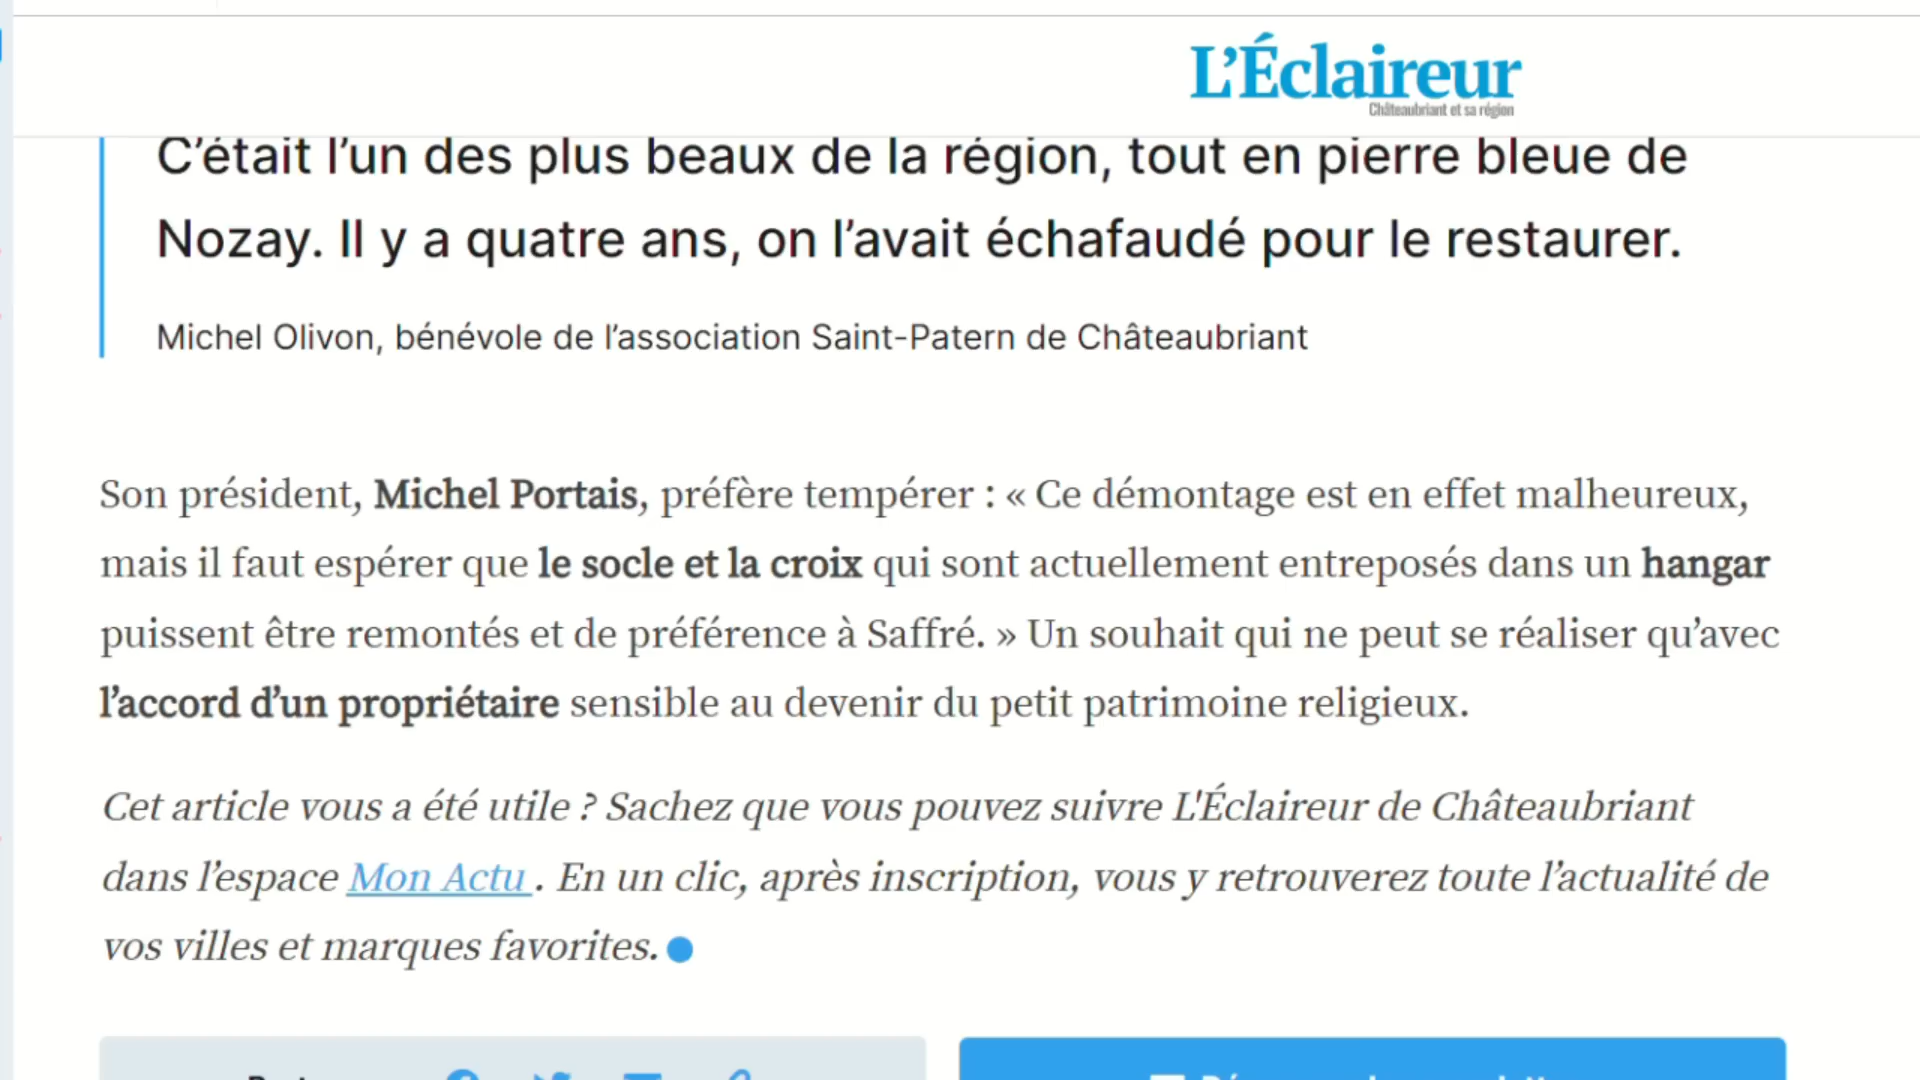 L’Éclaireur
Châteaubriant et sa région
C’était l’un des plus beaux de la région, tout en pierre bleue de
Nozay. Il y a quatre ans, on l’avait échafaudé pour le restaurer.
Michel Olivon, bénévole de l’association Saint-Patern de Châteaubriant
Son président, Michel Portais, préfère tempérer : « Ce démontage est en effet malheureux,
mais il faut espérer que le socle et la croix qui sont actuellement entreposés dans un hangar
puissent être remontés et de préférence à Saffré. » Un souhait qui ne peut se réaliser qu’avec
l’accord d’un propriétaire sensible au devenir du petit patrimoine religieux.
Cet article vous a été utile ? Sachez que vous pouvez suivre L'Éclaireur de Châteaubriant
dans l’espace Mon Actu . En un clic, après inscription, vous y retrouverez toute l’actualité de
vos villes et marques favorites.